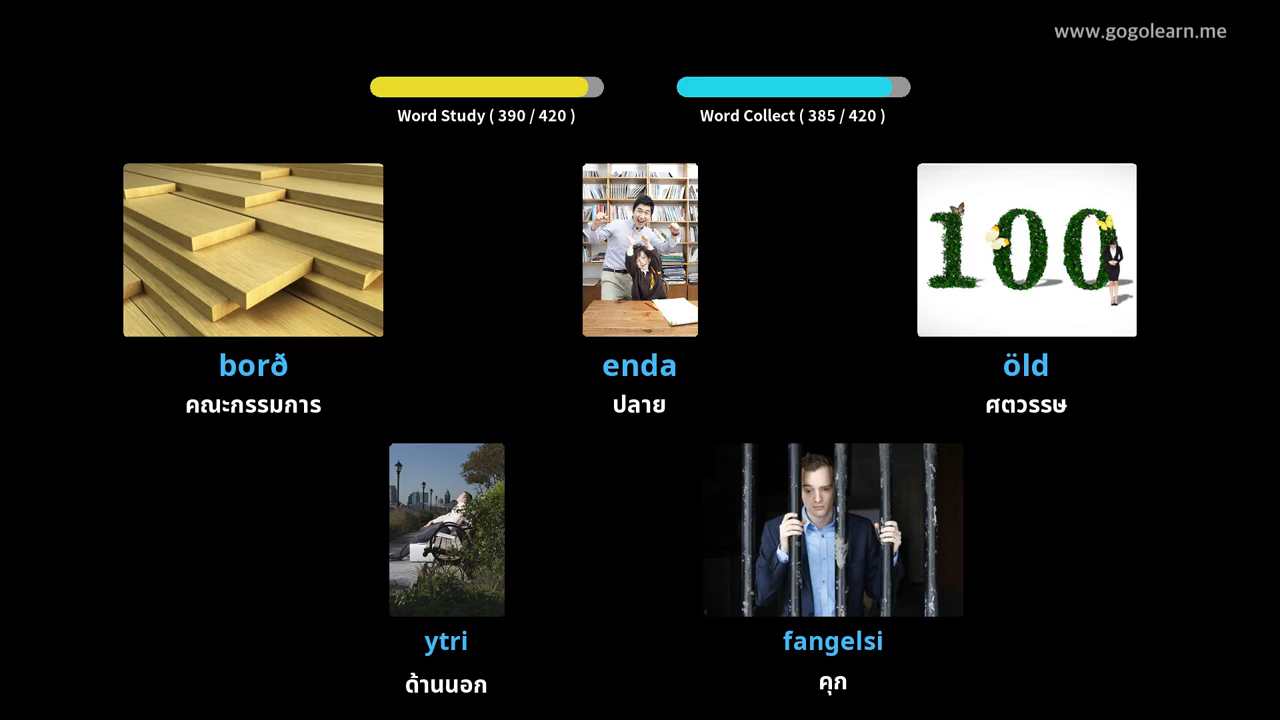 www.gogolearn.me
Word Study ( 390 / 420 )
Word Collect ( 385 / 420 )
100
borð
คณะกรรมการ
enda
ปลาย
öld
ศตวรรษ
ytri
ด้านนอก
fangelsi
คุก